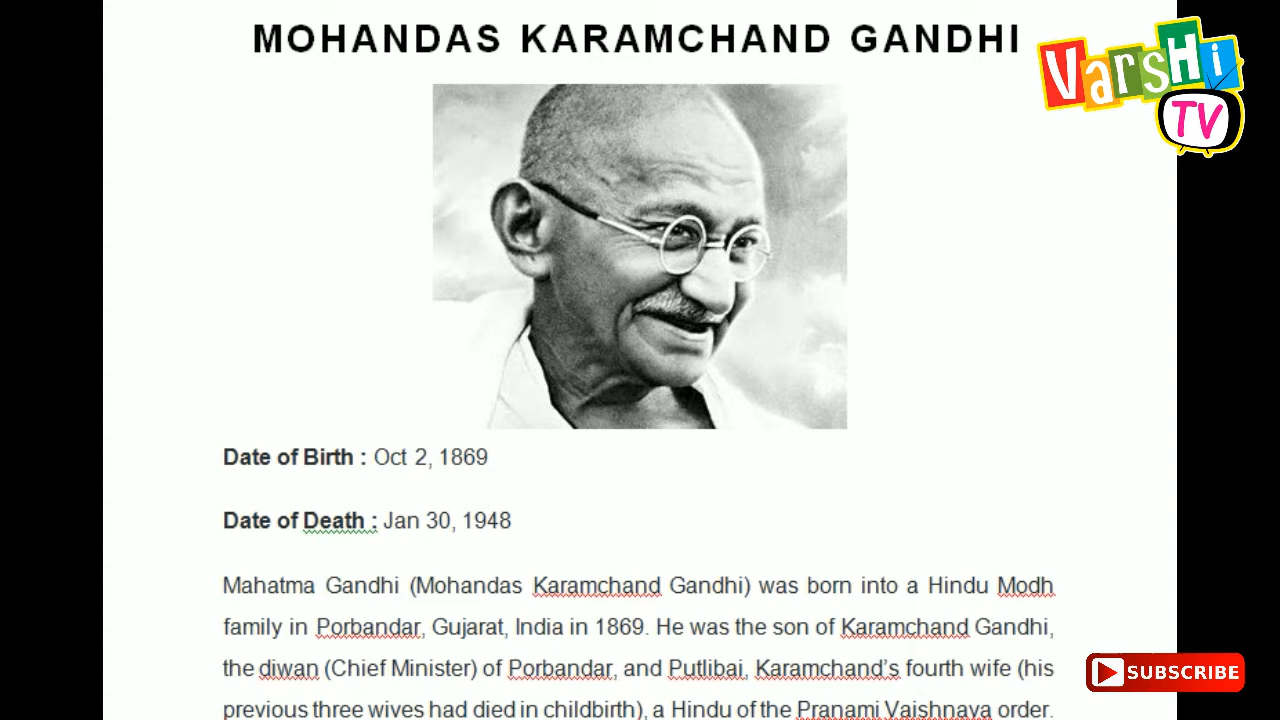 MOHANDAS KARAMCHAND GANDHI
VarsHi
TV
Date of Birth : Oct 2, 1869
Date of Death : Jan 30, 1948
Mahatma Gandhi (Mohandas Karamchand Gandhi) was born into a Hindu Modh
family in Porbandar, Gujarat, India in 1869. He was the son of Karamchand Gandhi,
the diwan (Chief Minister) of Porbandar, and Putlibai, Karamchand's fourth wife (his
previous three wives had died in childbirth), a Hindu of the Pranami Vaishnava order.
SUBSCRIBE